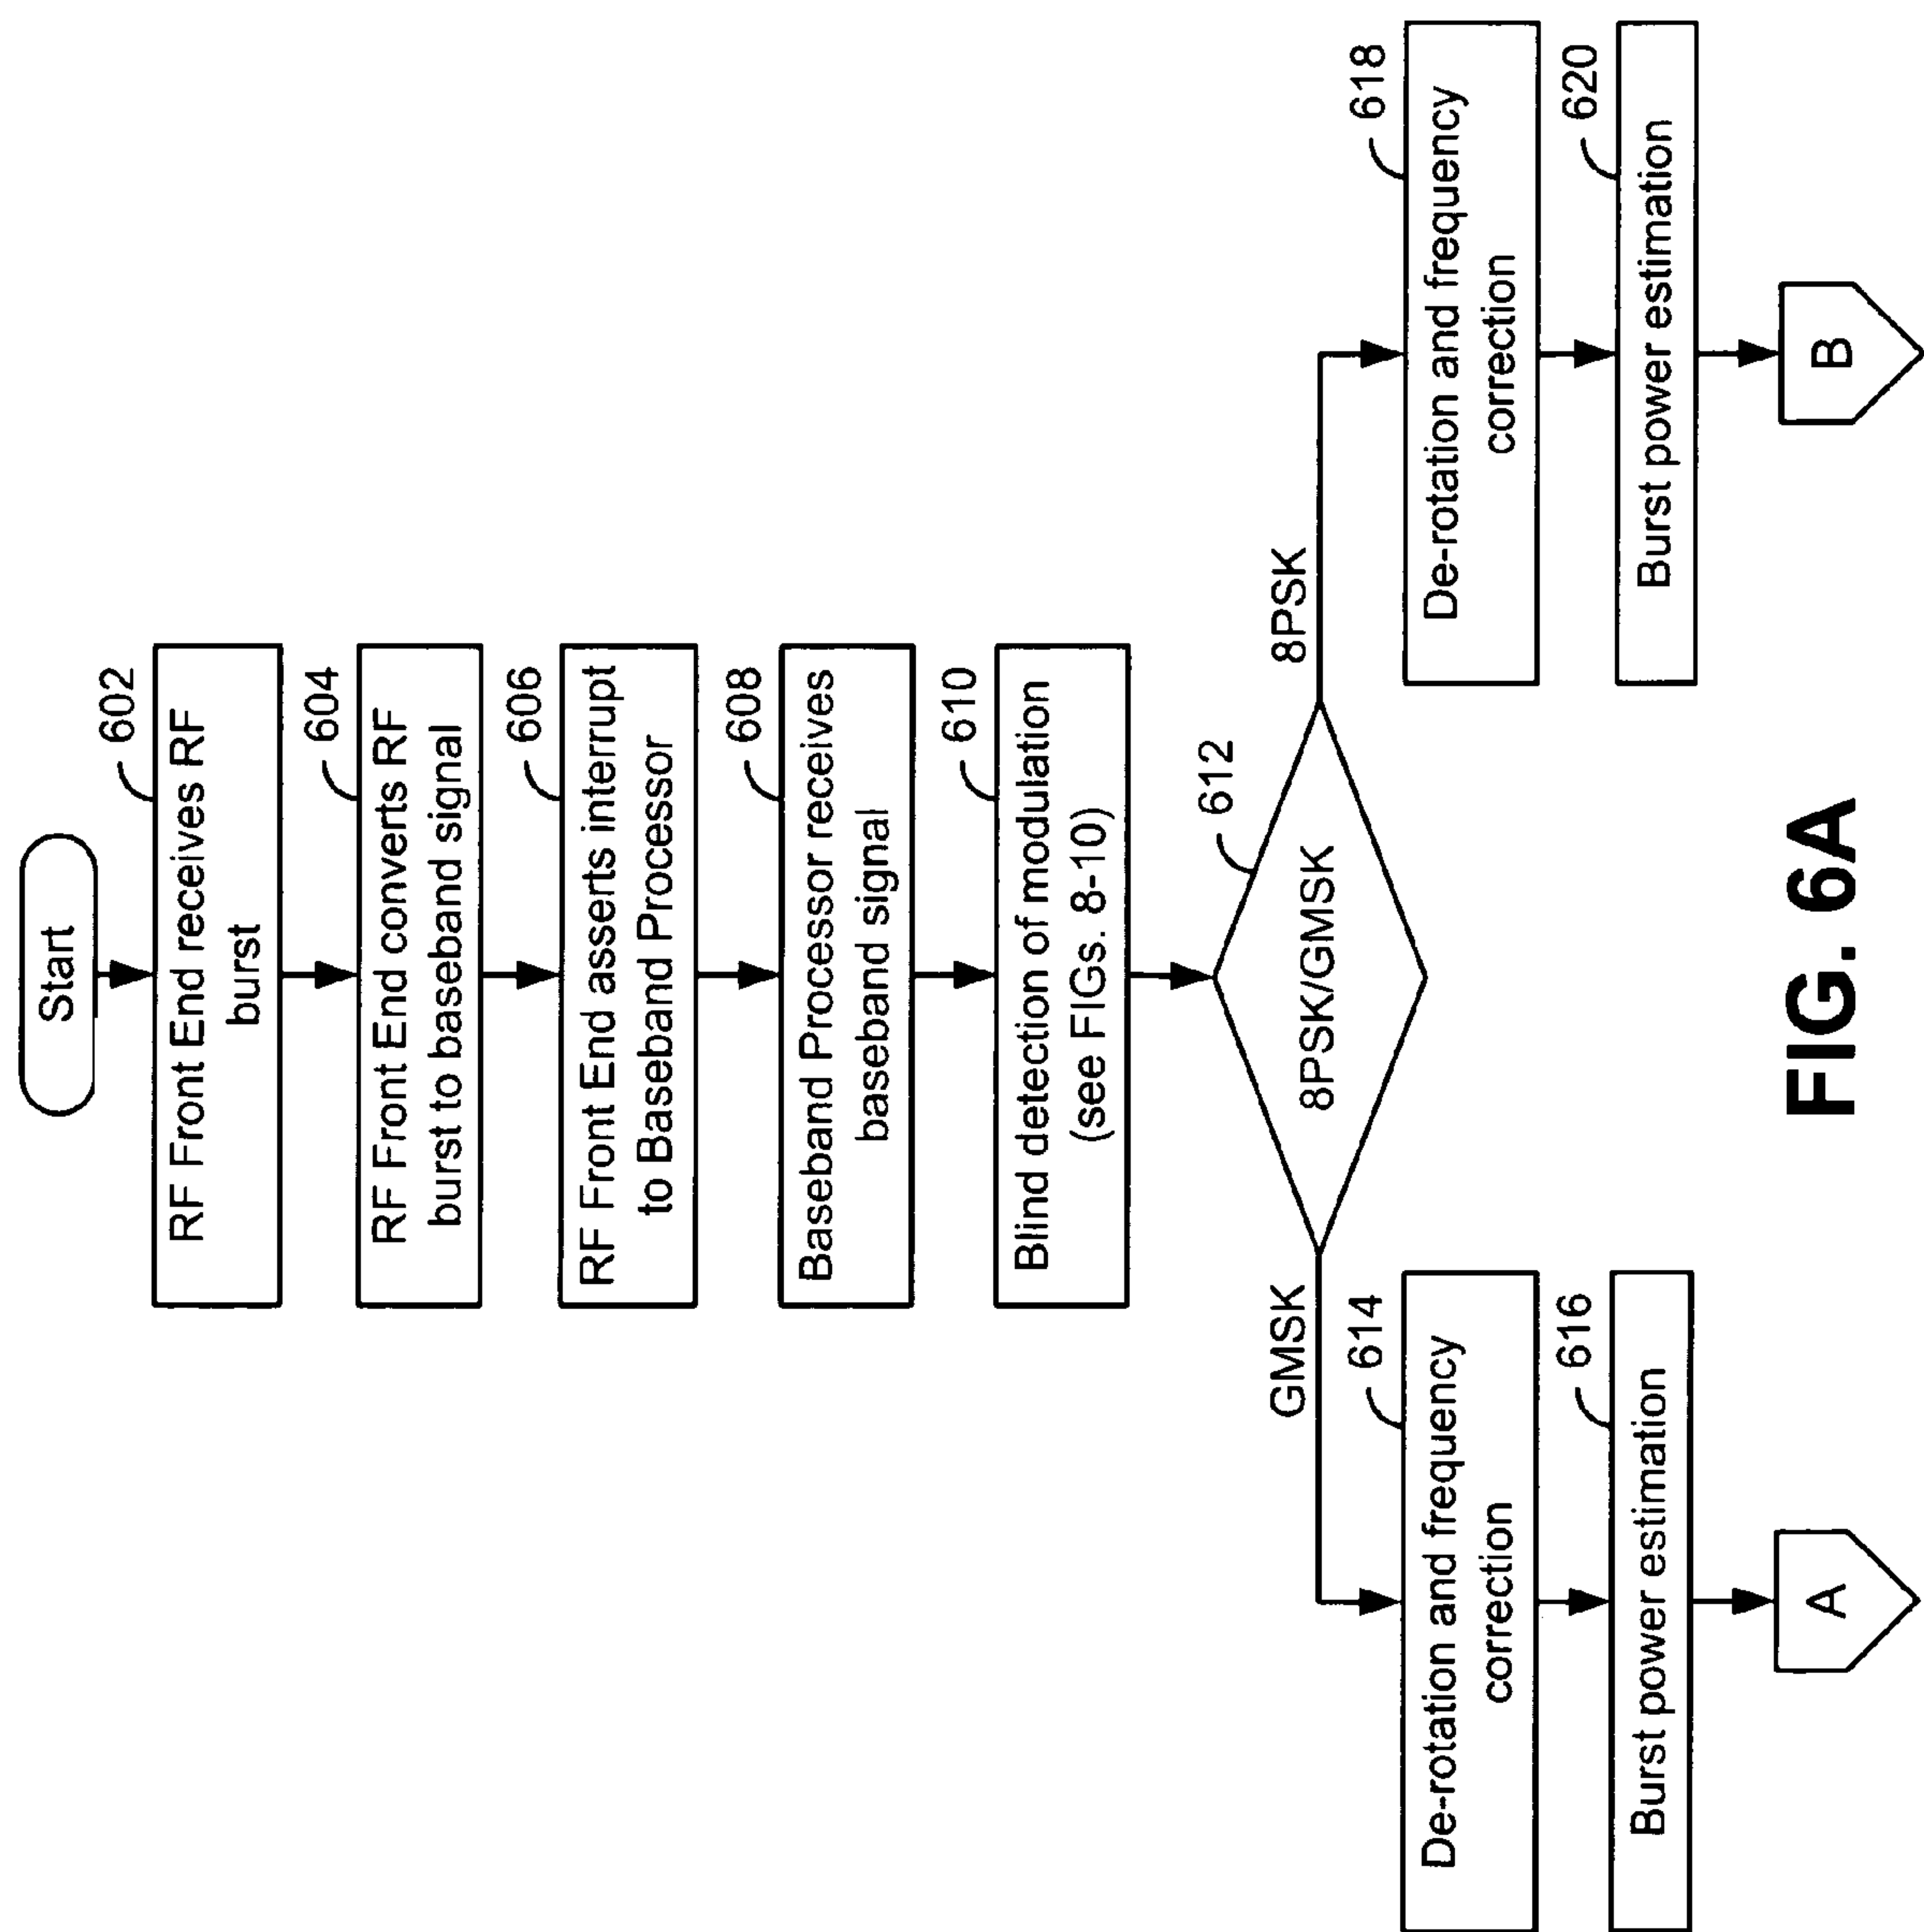 Start
602
RF Front End receives RF
burst
604
RF Front End converts RF
burst to baseband signal
606
RF Front End asserts interrupt
to Baseband Processor
608
Baseband Processor receives
baseband signal
610
Blind detection of modulation
(see FIGs. 8-10)
612
8PSK/GMSK
GMSK
8PSK
614
De-rotation and frequency
correction
616
Burst power estimation
A
618
De-rotation and frequency
correction
620
Burst power estimation
B
FIG. 6A